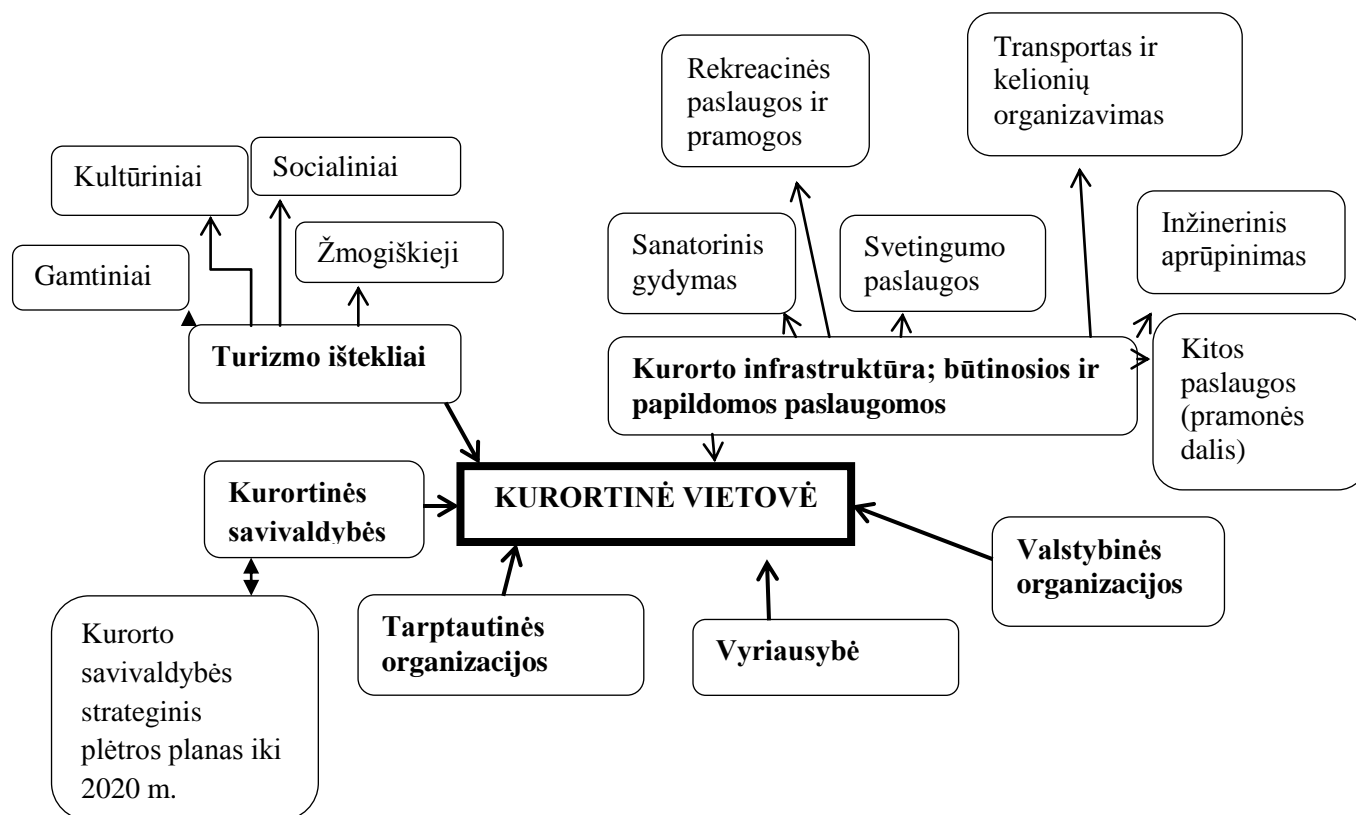 Rekreacinės
paslaugos ir
pramogos
Transportas ir
kelionių
organizavimas
Kultūriniai
Socialiniai
Žmogiškieji
Gamtiniai
Sanatorinis
gydymas
Svetingumo
paslaugos
Inžinerinis
aprūpinimas
Turizmo ištekliai
Kurorto infrastruktūra; būtinosios ir
papildomos paslaugomos
Kitos
paslaugos
(pramonės
dalis)
Kurortinės
savivaldybės
KURORTINĖ VIETOVĖ
Valstybinės
organizacijos
Tarptautinės
organizacijos
Vyriausybė
Kurorto
savivaldybės
strateginis
plėtros planas iki
2020 m.